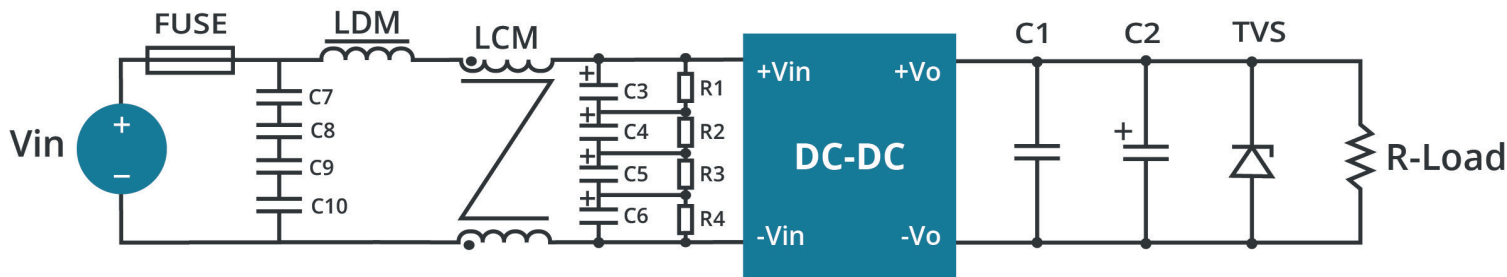 FUSE
LDM
LCM
C1
C2
TVS
Vin
+
−
C7
C8
C9
C10
+
C3
+
C4
+
C5
+
C6
R1
R2
R3
R4
+Vin
+Vo
DC-DC
-Vin
-Vo
+
R-Load